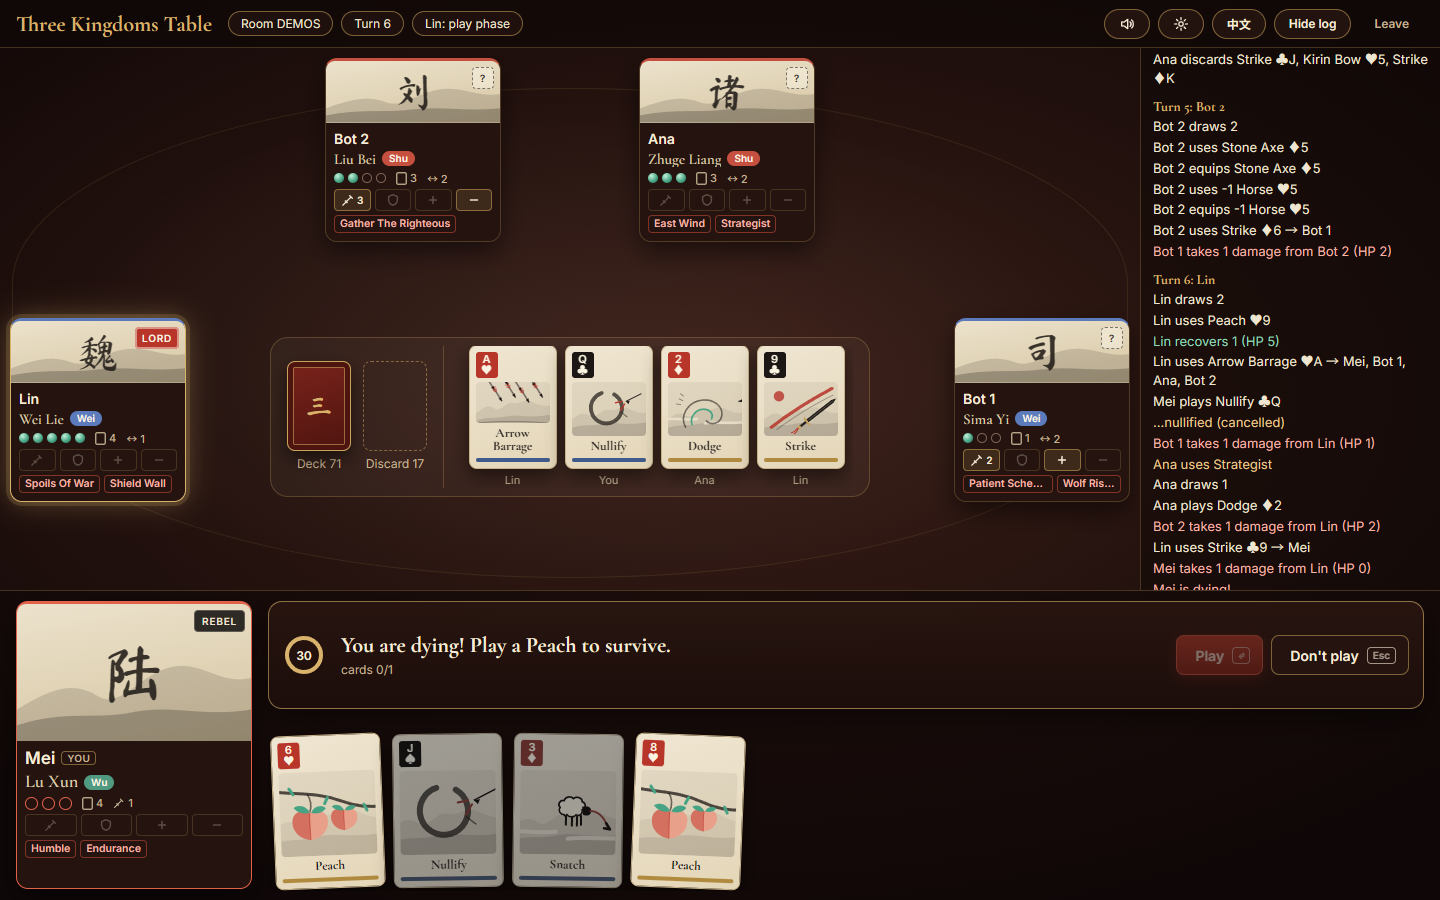 Three Kingdoms Table
Room DEMOS
Turn 6
Lin: play phase
中文
Hide log
Leave
刘
?
Bot 2
Liu Bei Shu
3 ↔ 2
3
Gather The Righteous
诸
?
Ana
Zhuge Liang Shu
3 ↔ 2
East Wind Strategist
魏
LORD
Lin
Wei Lie Wei
4 ↔ 1
Spoils Of War Shield Wall
三
Deck 71
Discard 17
A
Arrow
Barrage
Lin
Q
Nullify
You
2
Dodge
Ana
9
Strike
Lin
司
?
Bot 1
Sima Yi Wei
1 ↔ 2
2
Patient Sche... Wolf Ris...
Ana discards Strike ♣J, Kirin Bow ♥5, Strike
♦K
Turn 5: Bot 2
Bot 2 draws 2
Bot 2 uses Stone Axe ♦5
Bot 2 equips Stone Axe ♦5
Bot 2 uses -1 Horse ♥5
Bot 2 equips -1 Horse ♥5
Bot 2 uses Strike ♦6 → Bot 1
Bot 1 takes 1 damage from Bot 2 (HP 2)
Turn 6: Lin
Lin draws 2
Lin uses Peach ♥9
Lin recovers 1 (HP 5)
Lin uses Arrow Barrage ♥A → Mei, Bot 1,
Ana, Bot 2
Mei plays Nullify ♣Q
...nullified (cancelled)
Bot 1 takes 1 damage from Lin (HP 1)
Ana uses Strategist
Ana draws 1
Ana plays Dodge ♦2
Bot 2 takes 1 damage from Lin (HP 2)
Lin uses Strike ♣9 → Mei
Mei takes 1 damage from Lin (HP 0)
Mei is dying!
陆
REBEL
Mei YOU
Lu Xun Wu
4 1
Humble Endurance
30
You are dying! Play a Peach to survive.
cards 0/1
Play
Don't play Esc
6
Peach
J
Nullify
3
Snatch
8
Peach